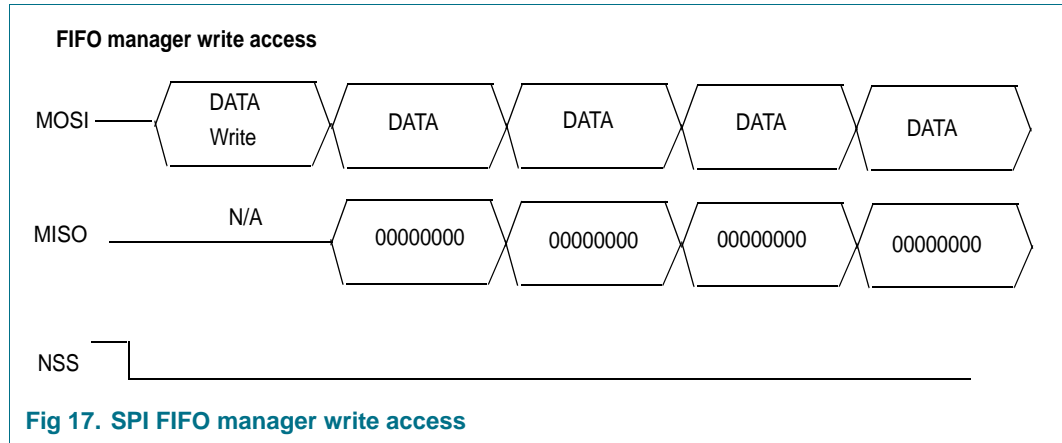 FIFO manager write access
MOSI
DATA
Write
DATA
DATA
DATA
DATA
MISO
N/A
00000000
00000000
00000000
00000000
NSS
Fig 17. SPI FIFO manager write access